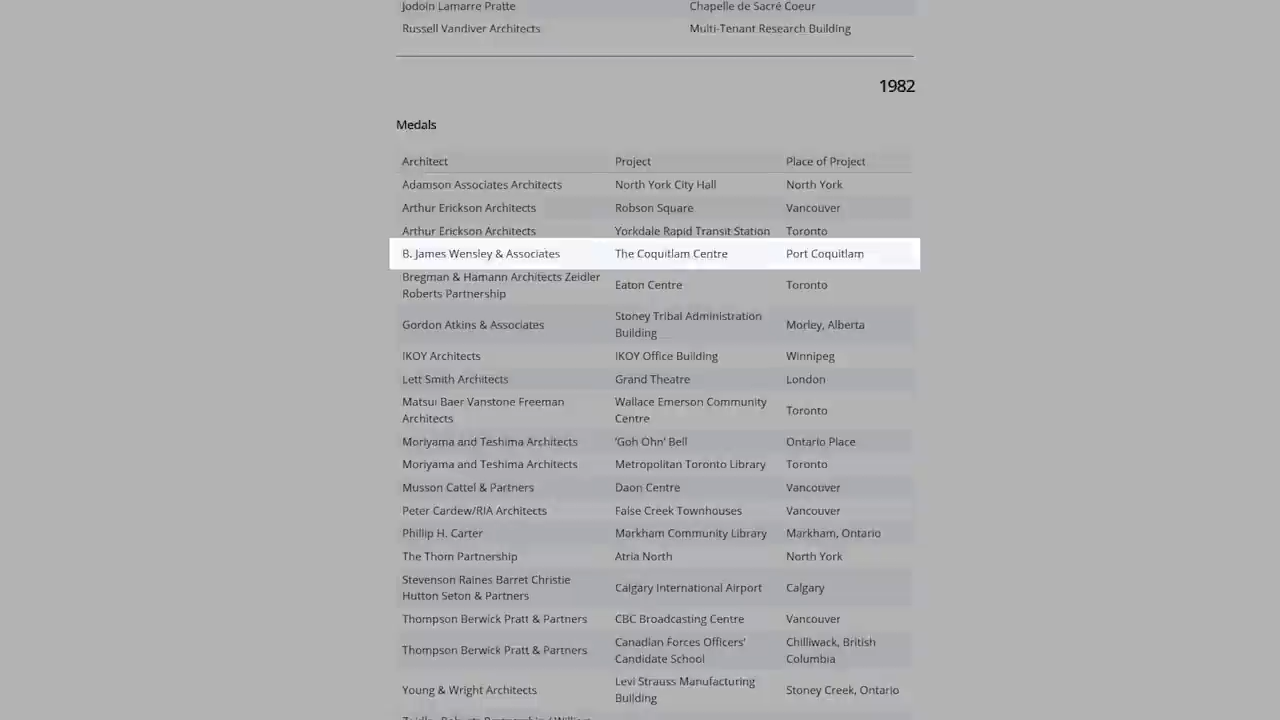 Jodoin Lamarre Pratte Chapelle de Sacré Coeur
Russell Vandiver Architects Multi-Tenant Research Building
1982
Medals
Architect Project Place of Project
Adamson Associates Architects North York City Hall North York
Arthur Erickson Architects Robson Square Vancouver
Arthur Erickson Architects Yorkdale Rapid Transit Station Toronto
B. James Wensley & Associates The Coquitlam Centre Port Coquitlam
Bregman & Hamann Architects Zeidler
Roberts Partnership Eaton Centre Toronto
Gordon Atkins & Associates Stoney Tribal Administration
Building Morley, Alberta
IKOY Architects IKOY Office Building Winnipeg
Lett Smith Architects Grand Theatre London
Matsui Baer Vanstone Freeman
Architects Wallace Emerson Community
Centre Toronto
Moriyama and Teshima Architects 'Goh Ohn' Bell Ontario Place
Moriyama and Teshima Architects Metropolitan Toronto Library Toronto
Musson Cattel & Partners Daon Centre Vancouver
Peter Cardew/RIA Architects False Creek Townhouses Vancouver
Phillip H. Carter Markham Community Library Markham, Ontario
The Thom Partnership Atria North North York
Stevenson Raines Barret Christie
Hutton Seton & Partners Calgary International Airport Calgary
Thompson Berwick Pratt & Partners CBC Broadcasting Centre Vancouver
Thompson Berwick Pratt & Partners Canadian Forces Officers'
Candidate School Chilliwack, British
Columbia
Young & Wright Architects Levi Strauss Manufacturing
Building Stoney Creek, Ontario